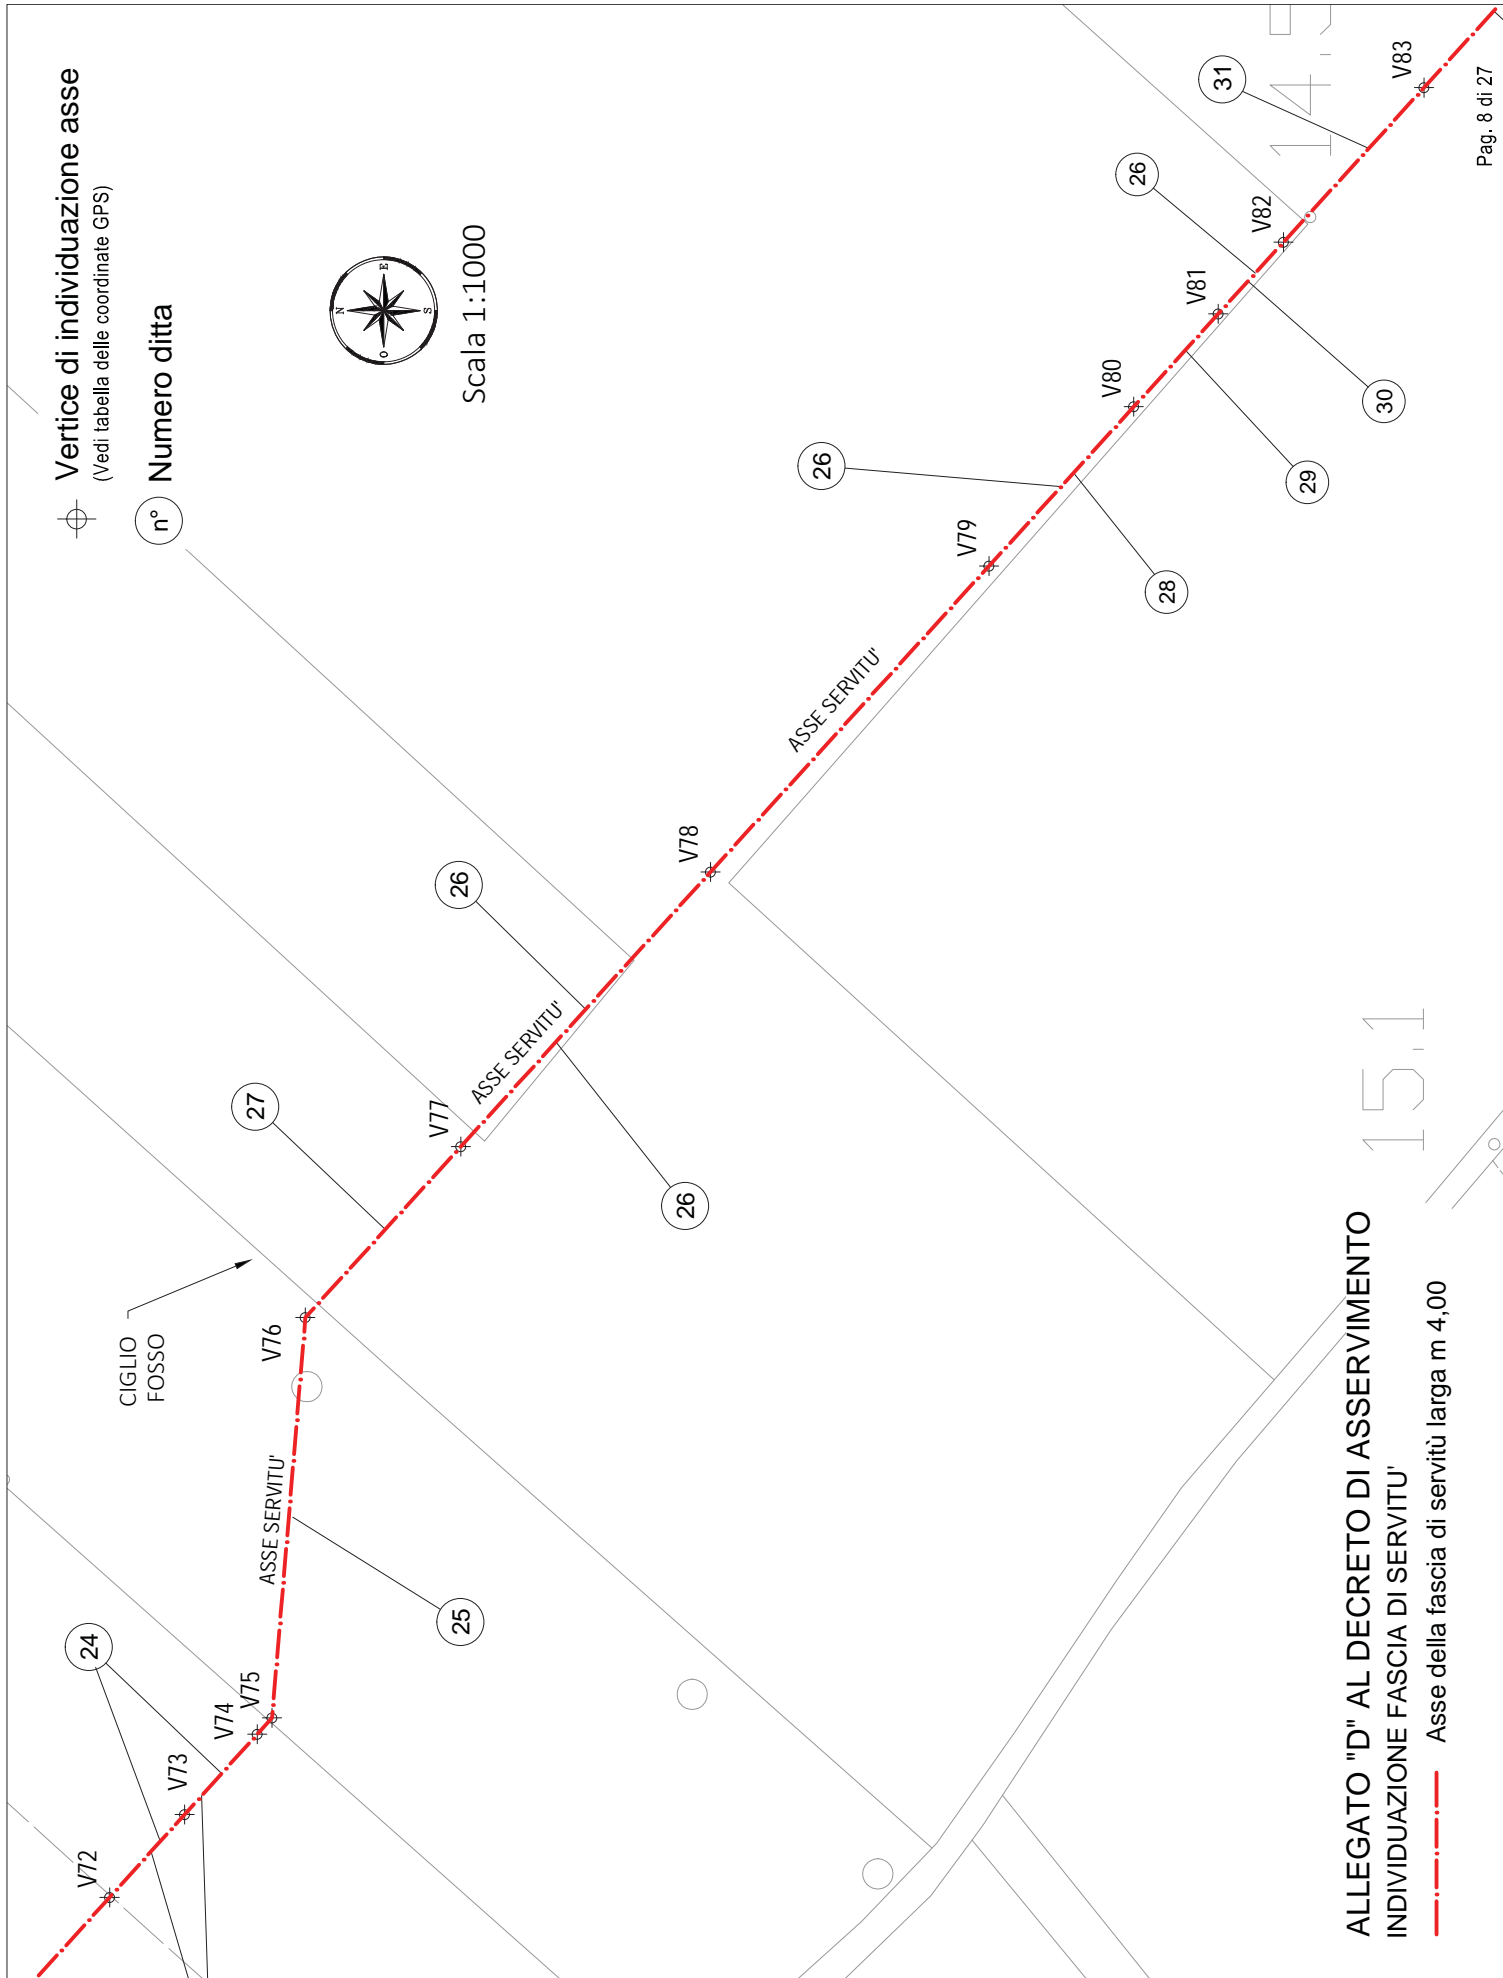 Vertice di individuazione asse
(Vedi tabella delle coordinate GPS)
n° Numero ditta
N
E
S
O
Scala 1:1000
CIGLIO
FOSSO
V72
V73
V74
V75
V76
V77
V78
V79
V80
V81
V82
V83
24
25
27
26
26
26
28
29
30
26
31
ASSE SERVITU'
ASSE SERVITU'
ASSE SERVITU'
15.1
ALLEGATO "D" AL DECRETO DI ASSERVIMENTO
INDIVIDUAZIONE FASCIA DI SERVITU'
Asse della fascia di servitù larga m 4,00
Pag. 8 di 27